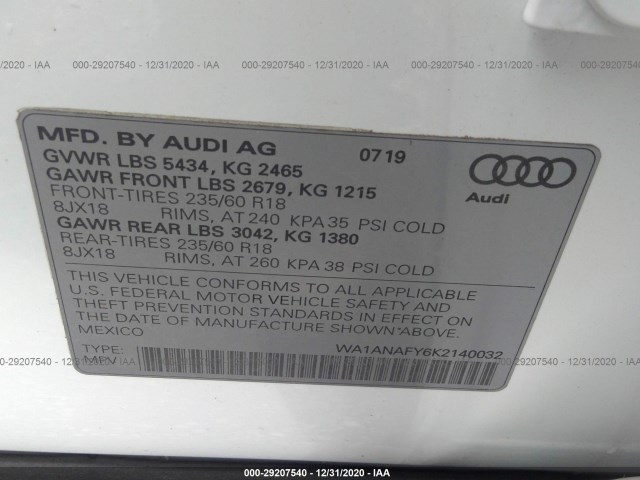 12/31/2020 - IAA
000-29207540 - 12/31/2020 - IAA
000-29207540 - 12/31/2020 - IAA
MFD. BY AUDI AG 0719
GVWR LBS 5434, KG 2465
GAWR FRONT LBS 2679, KG 1215
FRONT-TIRES 235/60 R18
8JX18 RIMS, AT 240 KPA 35 PSI COLD
GAWR REAR LBS 3042, KG 1380
REAR-TIRES 235/60 R18
8JX18 RIMS, AT 260 KPA 38 PSI COLD
Audi
THIS VEHICLE CONFORMS TO ALL APPLICABLE
U.S. FEDERAL MOTOR VEHICLE SAFETY AND
THEFT PREVENTION STANDARDS IN EFFECT ON
THE DATE OF MANUFACTURE SHOWN ABOVE.
MEXICO
TYPE: WA1ANAFY6K2140032
MPV
000-29207540 - 12/31/2020 - IAA